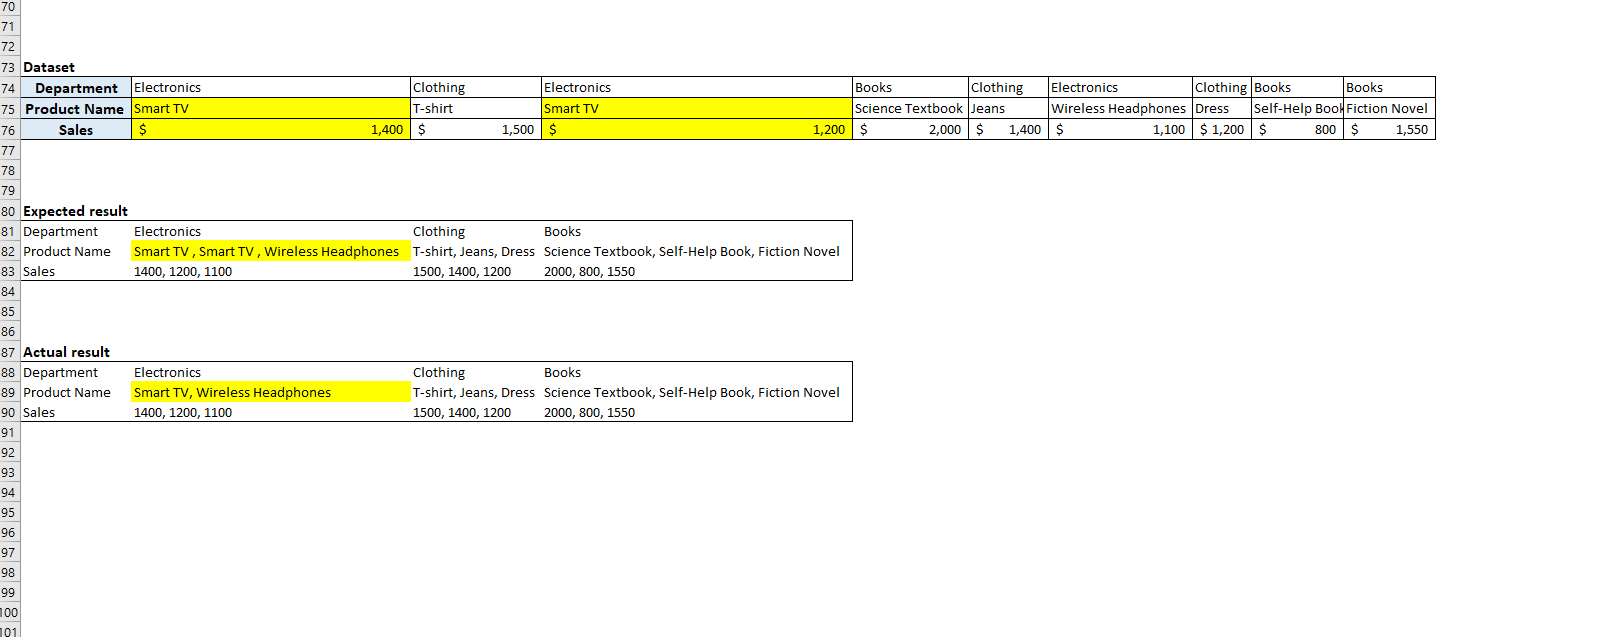 70
71
72
73 Dataset
74 Department Electronics Clothing Electronics Books Clothing Electronics Clothing Books Books
75 Product Name Smart TV T-shirt Smart TV Science Textbook Jeans Wireless Headphones Dress Self-Help Book Fiction Novel
76 Sales $ 1,400 $ 1,500 $ 1,200 $ 2,000 $ 1,400 $ 1,100 $ 1,200 $ 800 $ 1,550
77
78
79
80 Expected result
81 Department Electronics Clothing Books
82 Product Name Smart TV , Smart TV , Wireless Headphones T-shirt, Jeans, Dress Science Textbook, Self-Help Book, Fiction Novel
83 Sales 1400, 1200, 1100 1500, 1400, 1200 2000, 800, 1550
84
85
86
87 Actual result
88 Department Electronics Clothing Books
89 Product Name Smart TV, Wireless Headphones T-shirt, Jeans, Dress Science Textbook, Self-Help Book, Fiction Novel
90 Sales 1400, 1200, 1100 1500, 1400, 1200 2000, 800, 1550
91
92
93
94
95
96
97
98
99
100
101